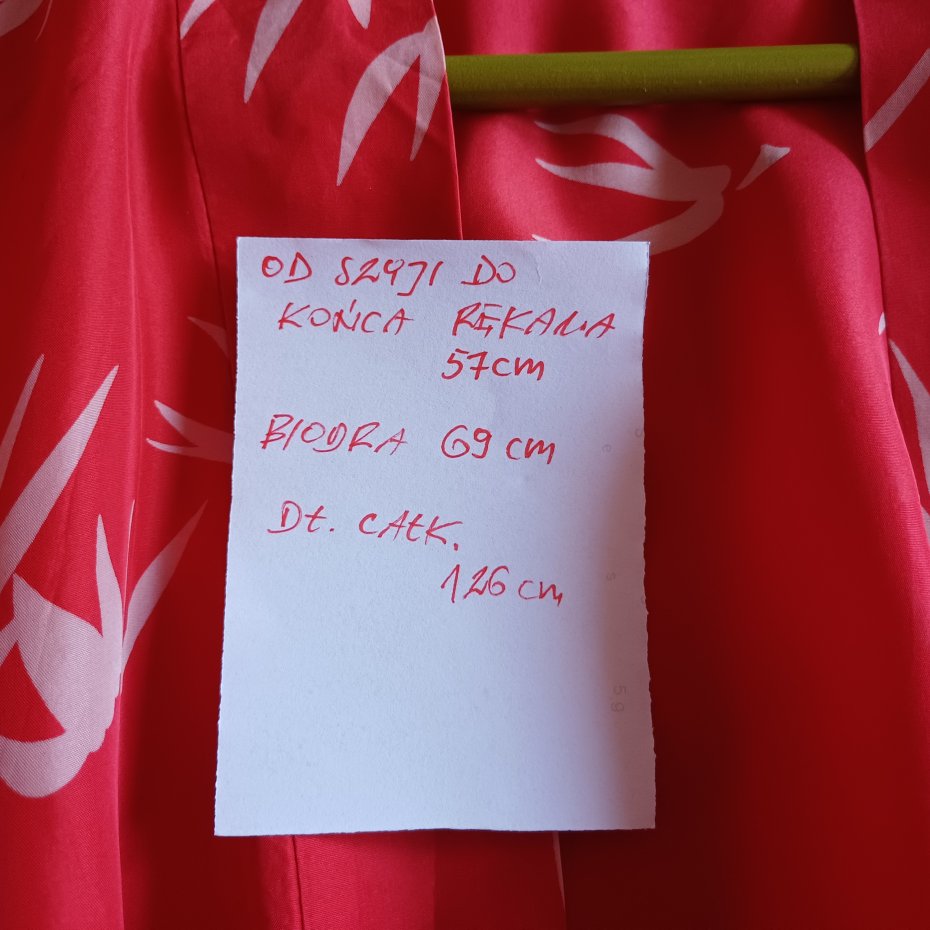 OD SZYJI DO
KOŃCA RĘKAWA
57cm
BIODRA 69 cm
Dł. CAŁK.
126 cm